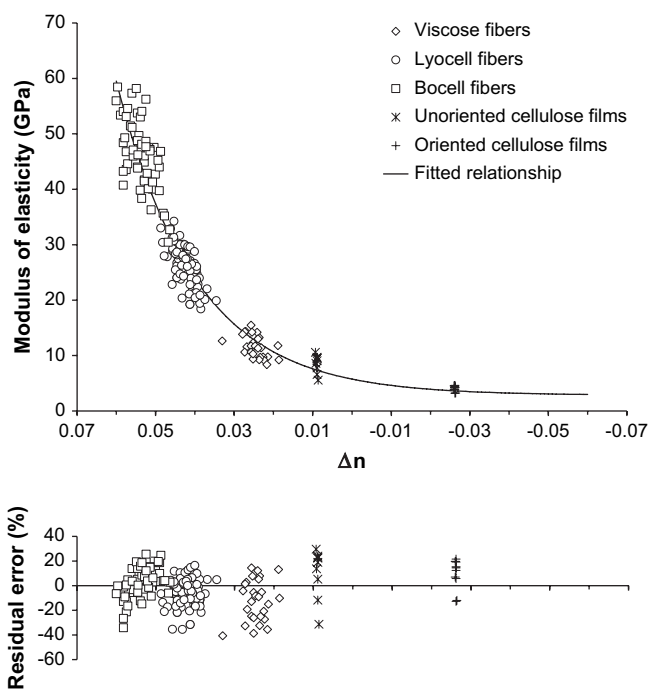 70
60
50
40
30
20
10
0
Modulus of elasticity (GPa)
Viscose fibers
Lyocell fibers
Bocell fibers
Unoriented cellulose films
Oriented cellulose films
Fitted relationship
0.07 0.05 0.03 0.01 -0.01 -0.03 -0.05 -0.07
Δn
40
20
0
-20
-40
-60
Residual error (%)